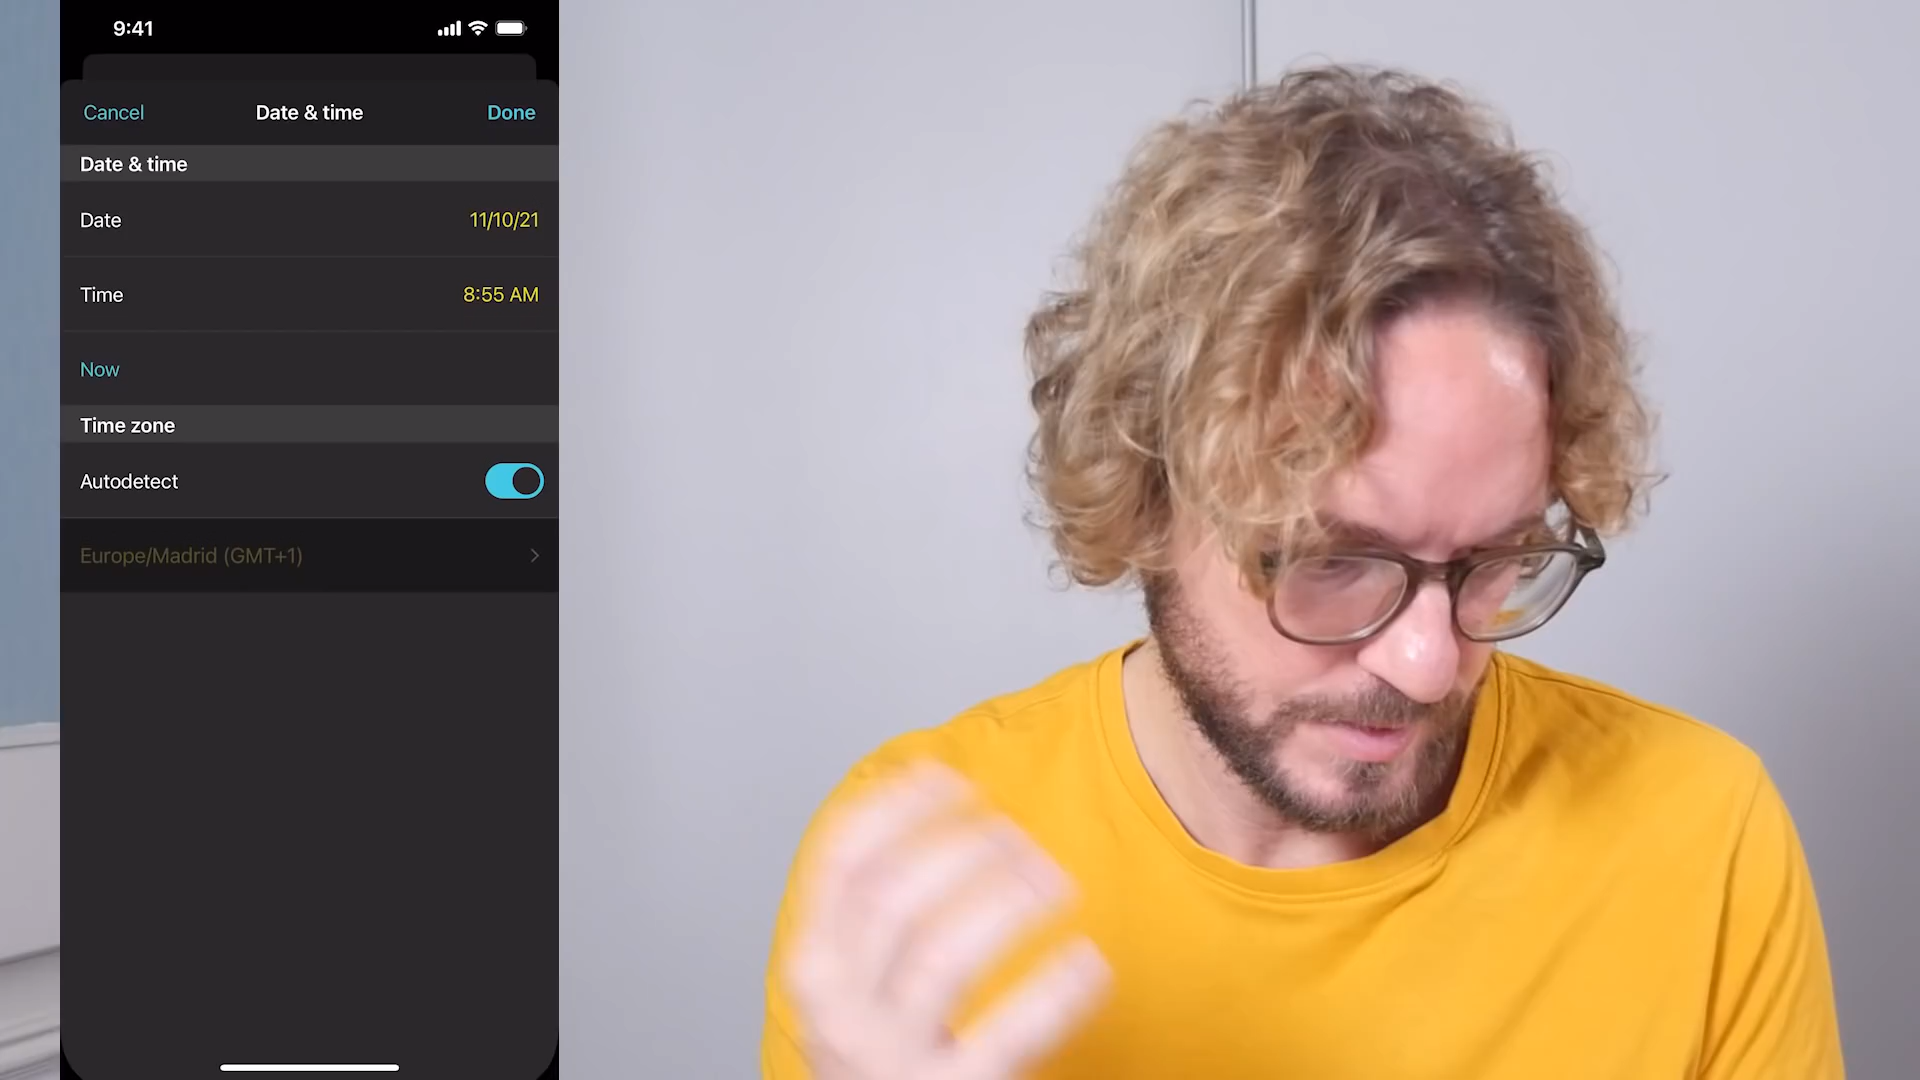 9:41
Cancel Date & time Done
Date & time
Date 11/10/21
Time 8:55 AM
Now
Time zone
Autodetect
Europe/Madrid (GMT+1)